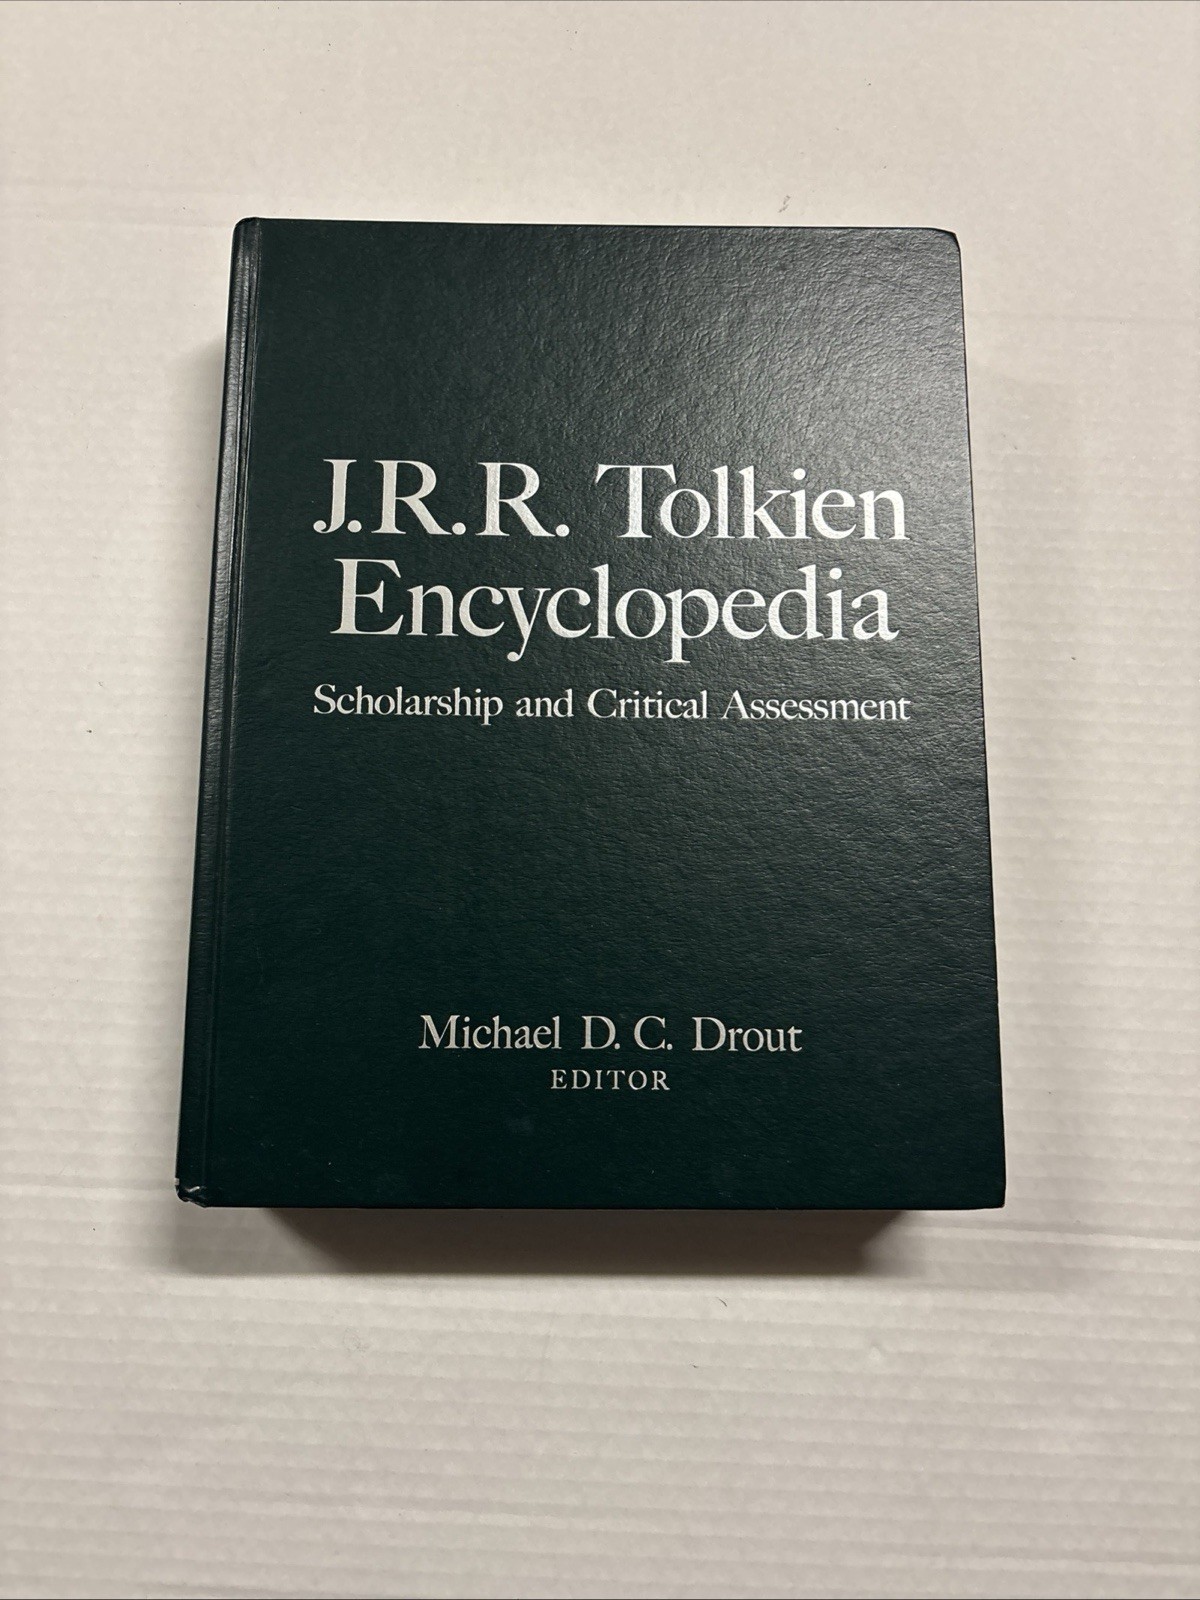 J.R.R. Tolkien
Encyclopedia
Scholarship and Critical Assessment
Michael D. C. Drout
EDITOR